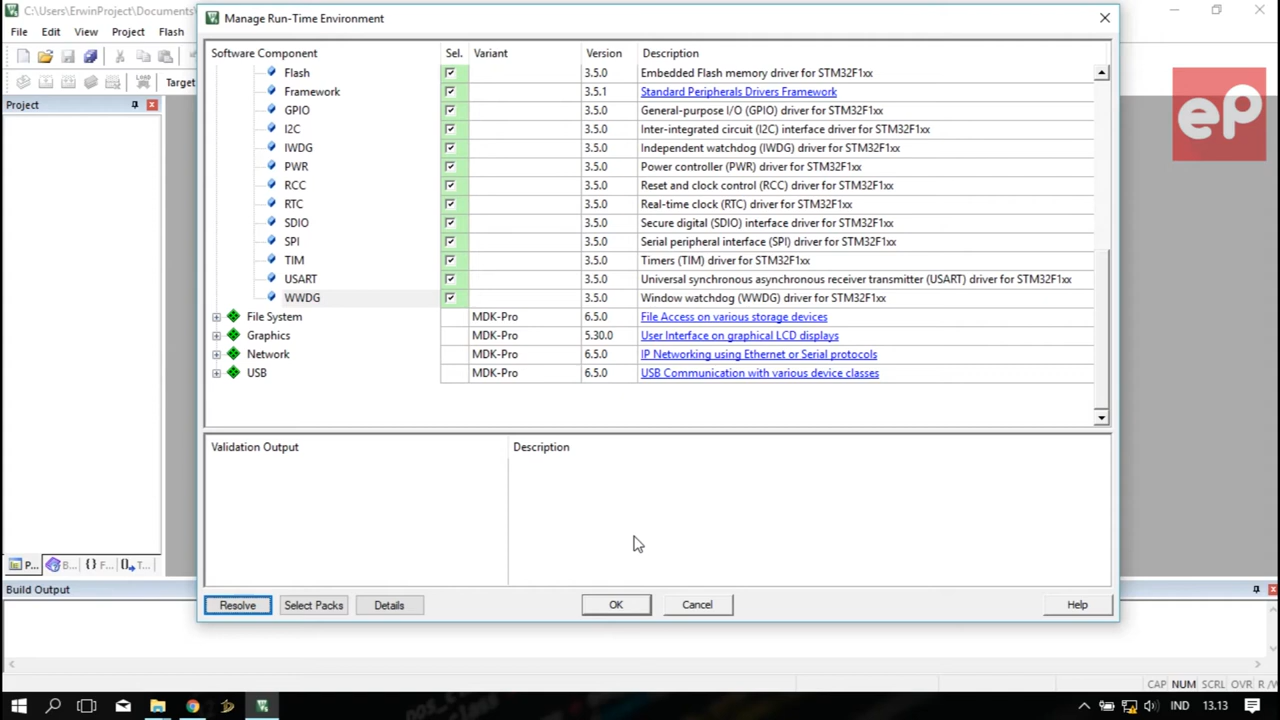 C:\Users\ErwinProject\Documents\
Manage Run-Time Environment
File Edit View Project Flash
Target
Project
Software Component Sel. Variant Version Description
Flash 3.5.0 Embedded Flash memory driver for STM32F1xx
Framework 3.5.1 Standard Peripherals Drivers Framework
GPIO 3.5.0 General-purpose I/O (GPIO) driver for STM32F1xx
I2C 3.5.0 Inter-integrated circuit (I2C) interface driver for STM32F1xx
IWDG 3.5.0 Independent watchdog (IWDG) driver for STM32F1xx
PWR 3.5.0 Power controller (PWR) driver for STM32F1xx
RCC 3.5.0 Reset and clock control (RCC) driver for STM32F1xx
RTC 3.5.0 Real-time clock (RTC) driver for STM32F1xx
SDIO 3.5.0 Secure digital (SDIO) interface driver for STM32F1xx
SPI 3.5.0 Serial peripheral interface (SPI) driver for STM32F1xx
TIM 3.5.0 Timers (TIM) driver for STM32F1xx
USART 3.5.0 Universal synchronous asynchronous receiver transmitter (USART) driver for STM32F1xx
WWDG 3.5.0 Window watchdog (WWDG) driver for STM32F1xx
File System MDK-Pro 6.5.0 File Access on various storage devices
Graphics MDK-Pro 5.30.0 User Interface on graphical LCD displays
Network MDK-Pro 6.5.0 IP Networking using Ethernet or Serial protocols
USB MDK-Pro 6.5.0 USB Communication with various device classes
ep
Validation Output Description
P... B... {} F... T...
Build Output
Resolve Select Packs Details OK Cancel Help
CAP NUM SCRL OVR R /W
IND 13.13